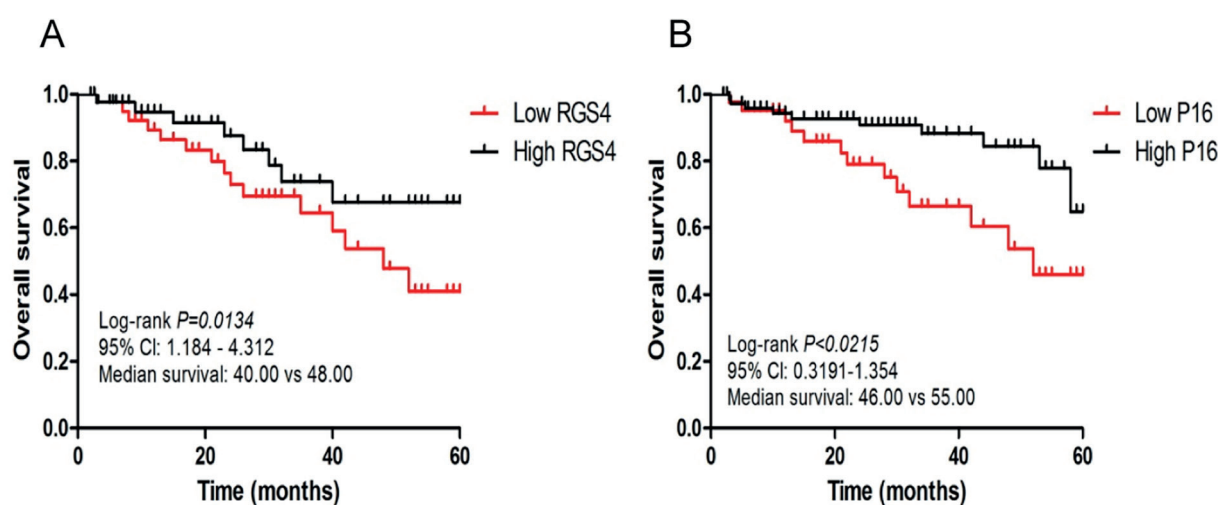 A
B
Low RGS4
High RGS4
Low P16
High P16
Overall survival
1.0
0.8
0.6
0.4
0.2
0.0
Log-rank P=0.0134
95% CI: 1.184 - 4.312
Median survival: 40.00 vs 48.00
0 20 40 60
Time (months)
Overall survival
1.0
0.8
0.6
0.4
0.2
0.0
Log-rank P<0.0215
95% CI: 0.3191-1.354
Median survival: 46.00 vs 55.00
0 20 40 60
Time (months)